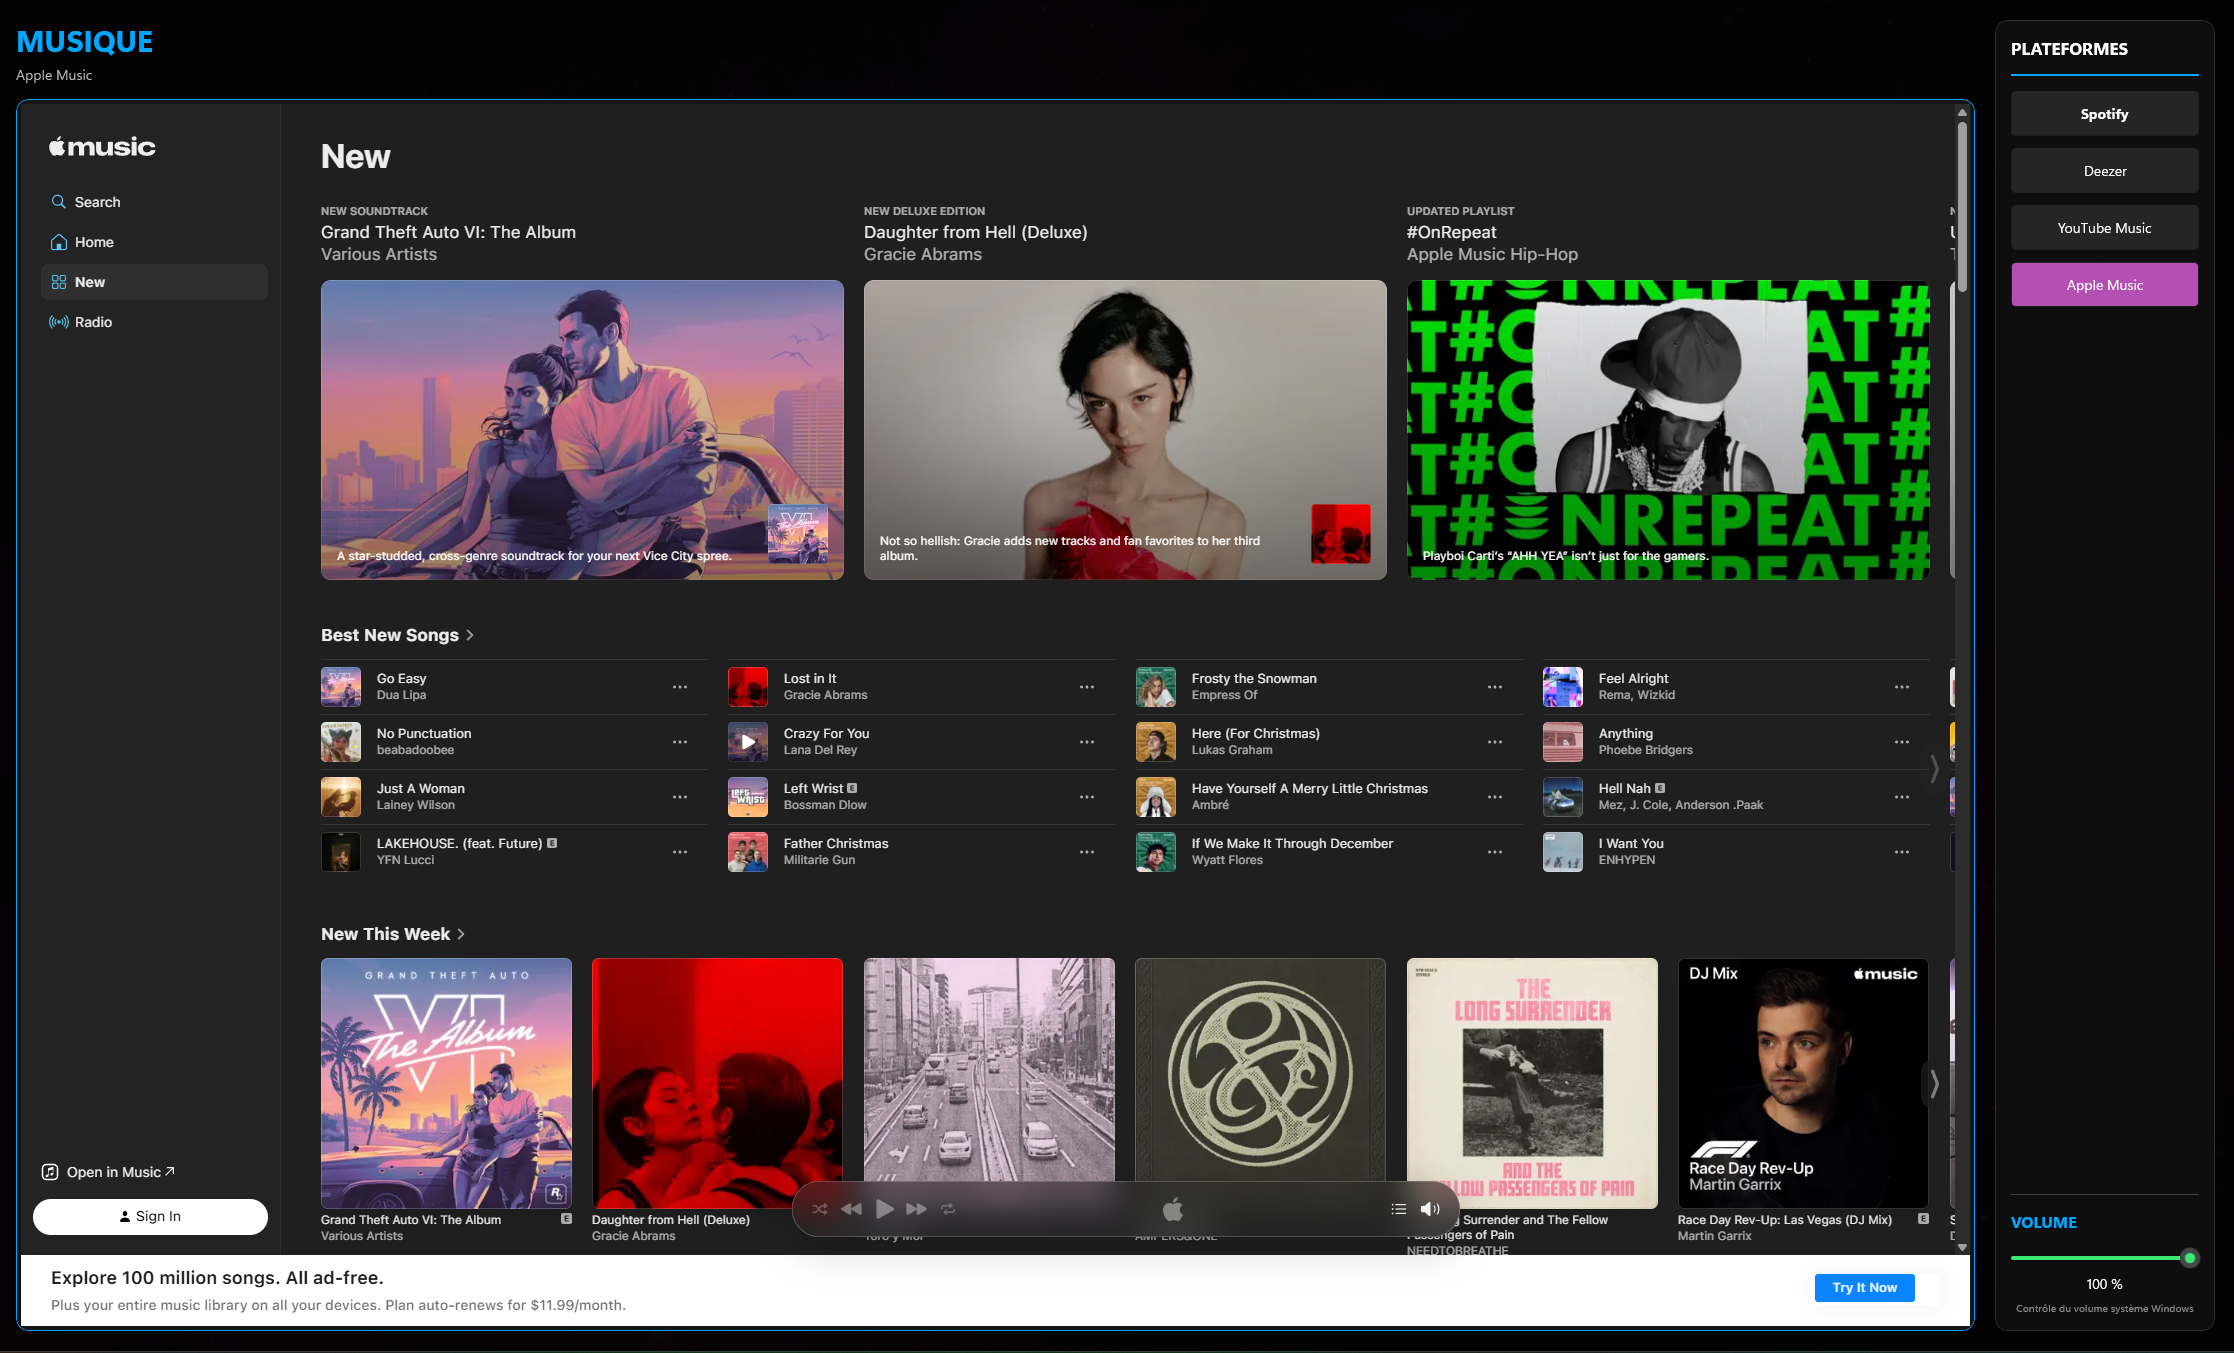 MUSIQUE
Apple Music
music
Search
Home
New
Radio
Open in Music
Sign In
New
NEW SOUNDTRACK
Grand Theft Auto VI: The Album
Various Artists
A star-studded, cross-genre soundtrack for your next Vice City spree.
NEW DELUXE EDITION
Daughter from Hell (Deluxe)
Gracie Abrams
Not so hellish: Gracie adds new tracks and fan favorites to her third
album.
UPDATED PLAYLIST
#OnRepeat
Apple Music Hip-Hop
Playboi Carti's “AHH YEA” isn't just for the gamers.
Best New Songs
Go Easy
Dua Lipa
No Punctuation
beabadoobee
Just A Woman
Lainey Wilson
LAKEHOUSE. (feat. Future) E
YFN Lucci
Lost in It
Gracie Abrams
Crazy For You
Lana Del Rey
Left Wrist E
Bossman Dlow
Father Christmas
Militarie Gun
Frosty the Snowman
Empress Of
Here (For Christmas)
Lukas Graham
Have Yourself A Merry Little Christmas
Ambré
If We Make It Through December
Wyatt Flores
Feel Alright
Rema, Wizkid
Anything
Phoebe Bridgers
Hell Nah E
Mez, J. Cole, Anderson .Paak
I Want You
ENHYPEN
New This Week
GRAND THEFT AUTO
VI
The Album
Grand Theft Auto VI: The Album E
Various Artists
Daughter from Hell (Deluxe)
Gracie Abrams
THE
LONG SURRENDER
AND THE
FELLOW PASSENGERS OF PAIN
Surrender and The Fellow
Passengers of Pain
NEEDTOBREATHE
DJ Mix
music
F1
Race Day Rev-Up
Martin Garrix
Race Day Rev-Up: Las Vegas (DJ Mix) E
Martin Garrix
Explore 100 million songs. All ad-free.
Plus your entire music library on all your devices. Plan auto-renews for $11.99/month.
Try It Now
PLATEFORMES
Spotify
Deezer
YouTube Music
Apple Music
VOLUME
100 %
Contrôle du volume système Windows